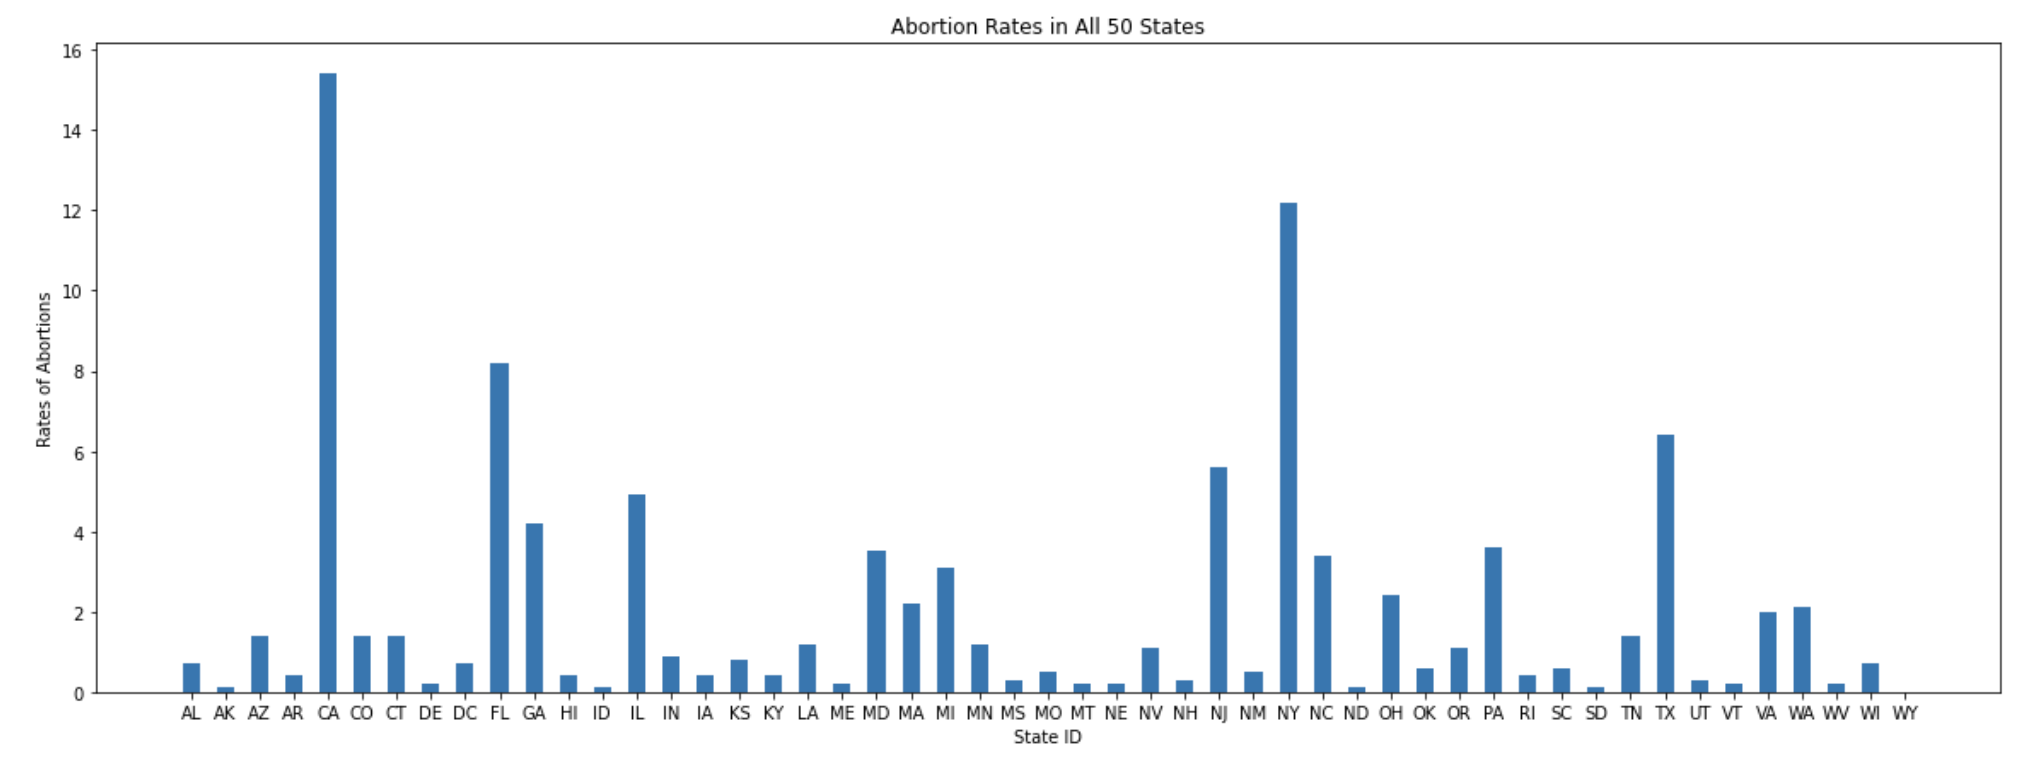 Abortion Rates in All 50 States
16
14
12
10
8
6
4
2
0
Rates of Abortions
AL AK AZ AR CA CO CT DE DC FL GA HI ID IL IN IA KS KY LA ME MD MA MI MN MS MO MT NE NV NH NJ NM NY NC ND OH OK OR PA RI SC SD TN TX UT VT VA WA WV WI WY
State ID